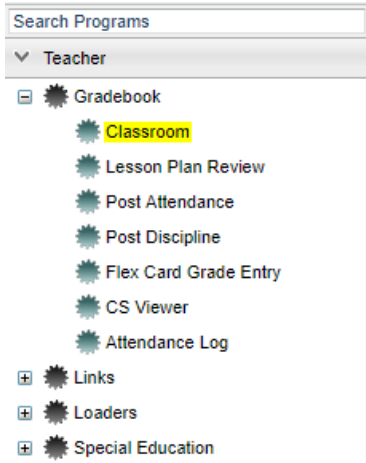 Search Programs
Teacher
Gradebook
Classroom
Lesson Plan Review
Post Attendance
Post Discipline
Flex Card Grade Entry
CS Viewer
Attendance Log
Links
Loaders
Special Education